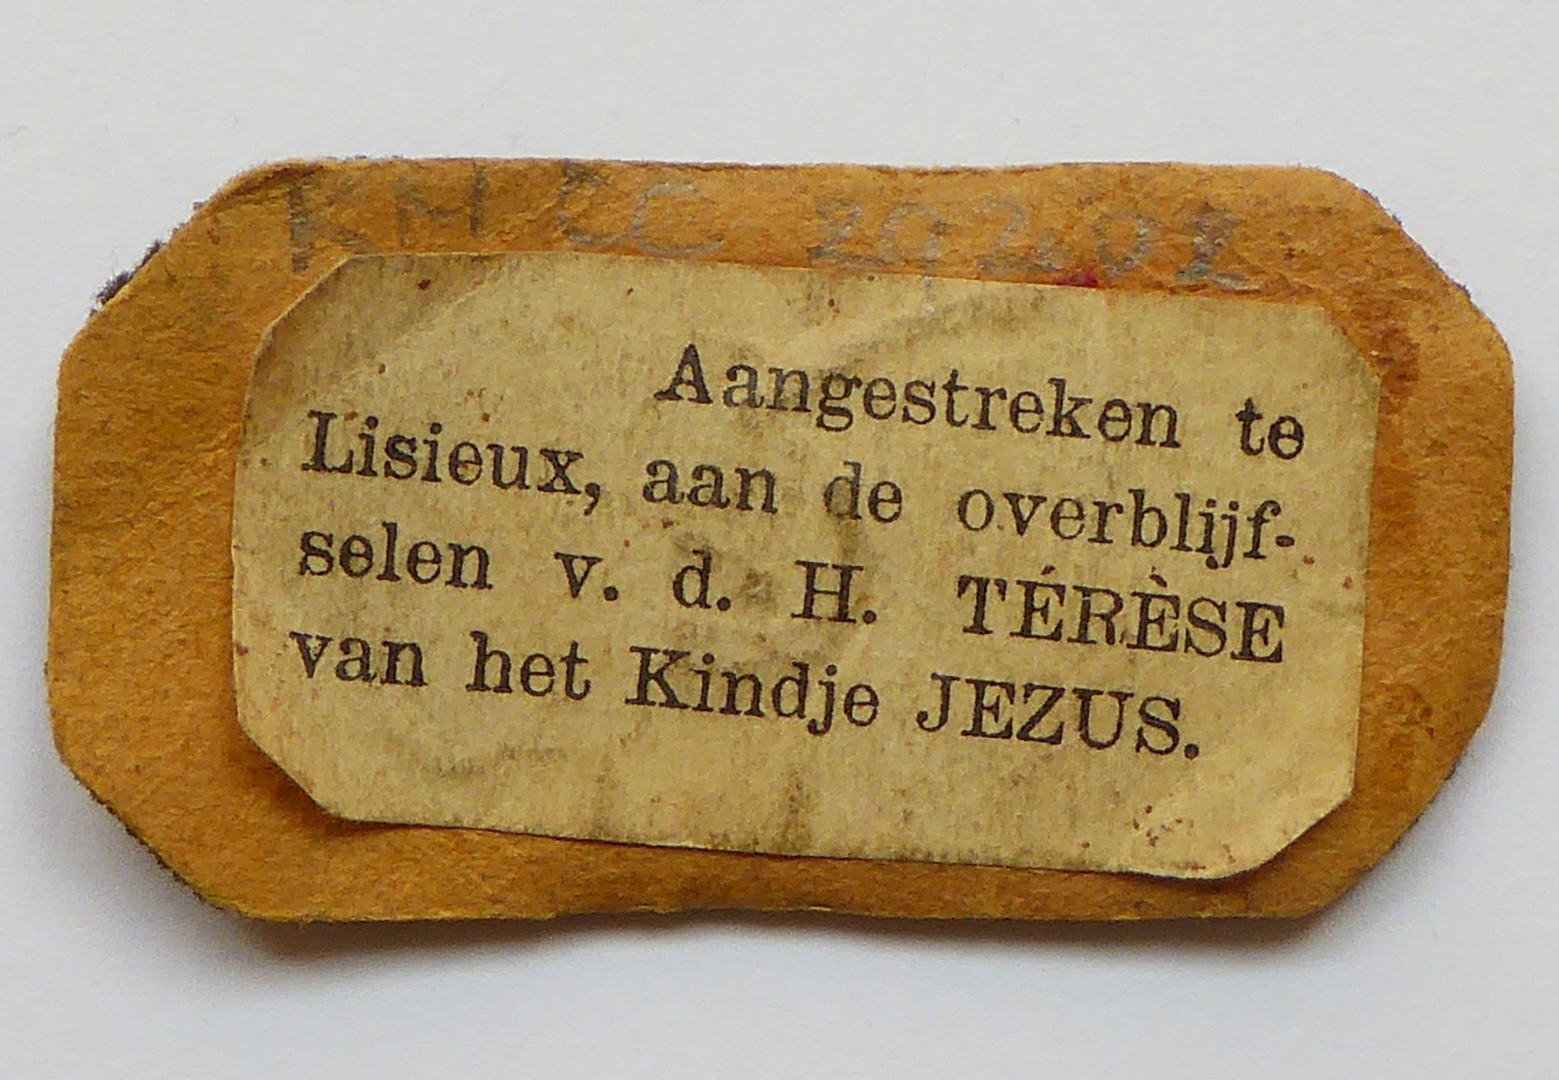 Aangestreken te
Lisieux, aan de overblijf-
selen v. d. H. TÉRÈSE
van het Kindje JEZUS.